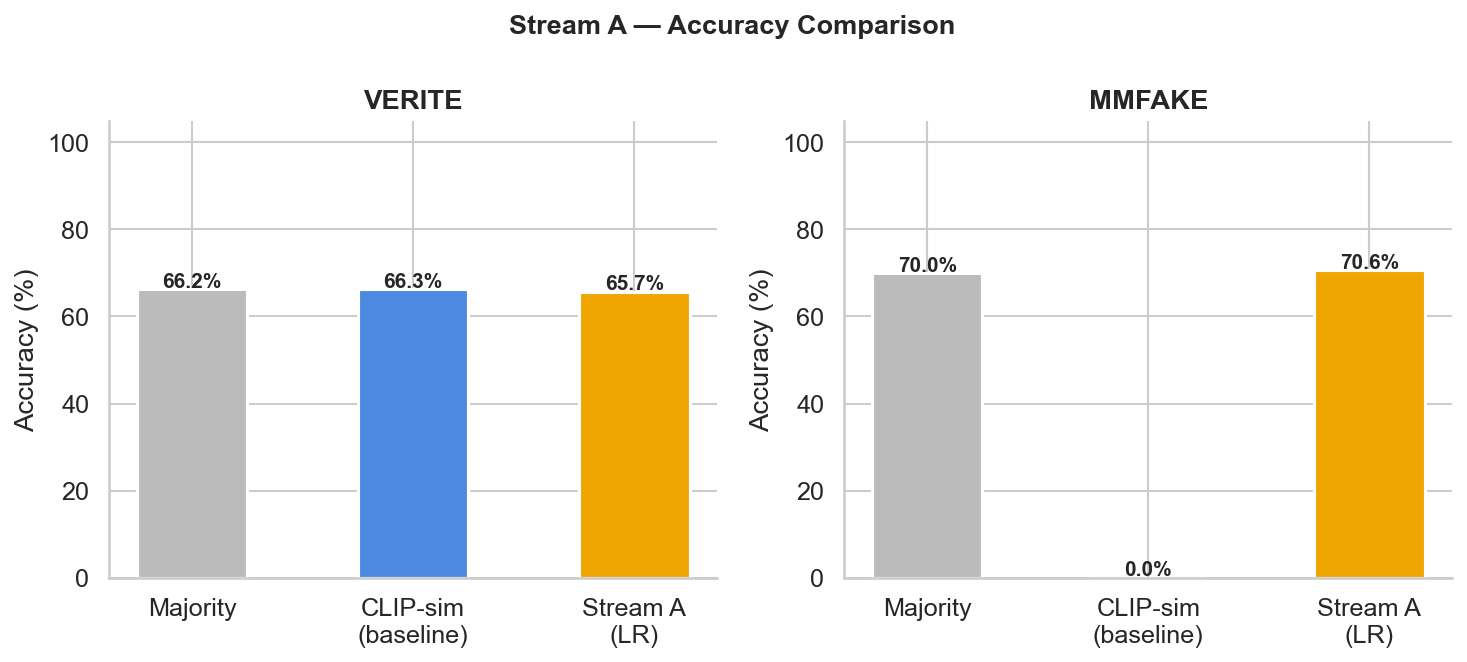 Stream A — Accuracy Comparison
VERITE
Accuracy (%)
100
80
60
40
20
0
66.2%
66.3%
65.7%
Majority
CLIP-sim
(baseline)
Stream A
(LR)
MMFAKE
Accuracy (%)
100
80
60
40
20
0
70.0%
0.0%
70.6%
Majority
CLIP-sim
(baseline)
Stream A
(LR)